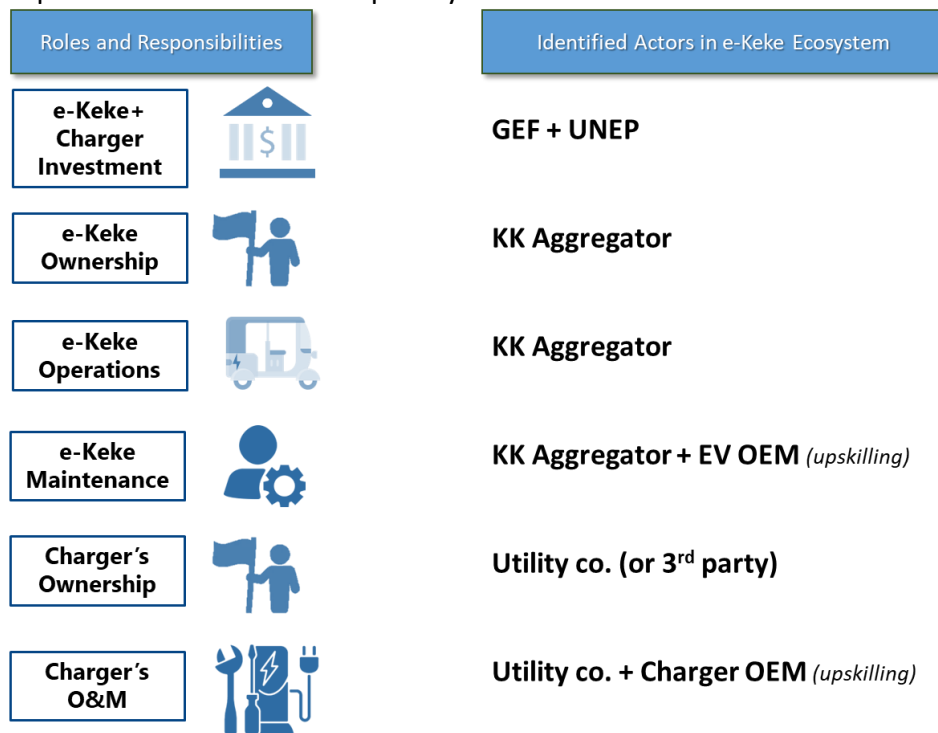 Roles and Responsibilities
Identified Actors in e-Keke Ecosystem
e-Keke+
Charger
Investment
$
GEF + UNEP
e-Keke
Ownership
KK Aggregator
e-Keke
Operations
KK Aggregator
e-Keke
Maintenance
KK Aggregator + EV OEM (upskilling)
Charger's
Ownership
Utility co. (or 3rd party)
Charger's
O&M
Utility co. + Charger OEM (upskilling)